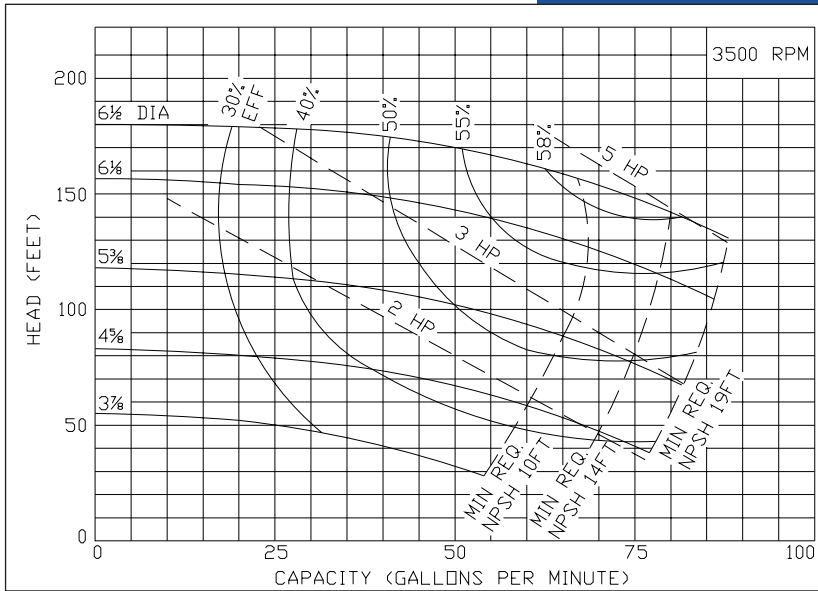 3500 RPM
200
150
100
50
0
HEAD (FEET)
6½ DIA
6⅛
5⅜
4⅝
3⅞
30% EFF
40%
50%
55%
58%
5 HP
3 HP
2 HP
MIN REQ.
NPSH 10FT
MIN REQ.
NPSH 14FT
MIN REQ.
NPSH 19FT
0
25
50
75
100
CAPACITY (GALLONS PER MINUTE)